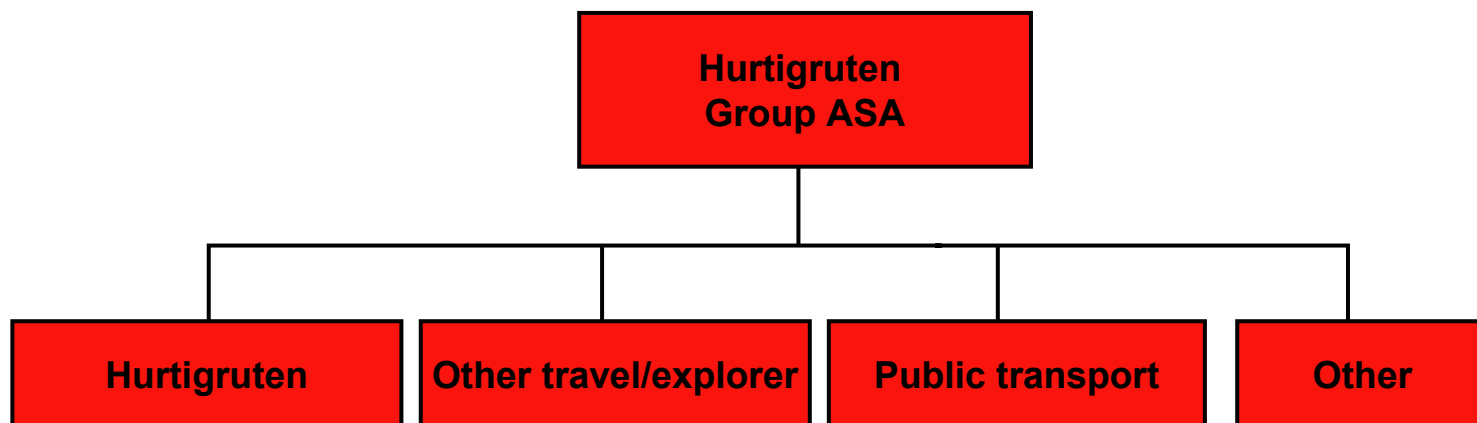 Hurtigruten
Group ASA
Hurtigruten
Other travel/explorer
Public transport
Other